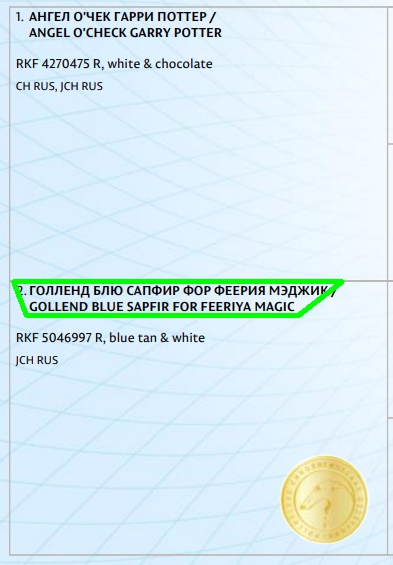 1. АНГЕЛ О'ЧЕК ГАРРИ ПОТТЕР /
ANGEL O'CHECK GARRY POTTER
RKF 4270475 R, white & chocolate
CH RUS, JCH RUS
2. ГОЛЛЕНД БЛЮ САПФИР ФОР ФЕЕРИЯ МЭДЖИК /
GOLLEND BLUE SAPFIR FOR FEERIYA MAGIC
RKF 5046997 R, blue tan & white
JCH RUS